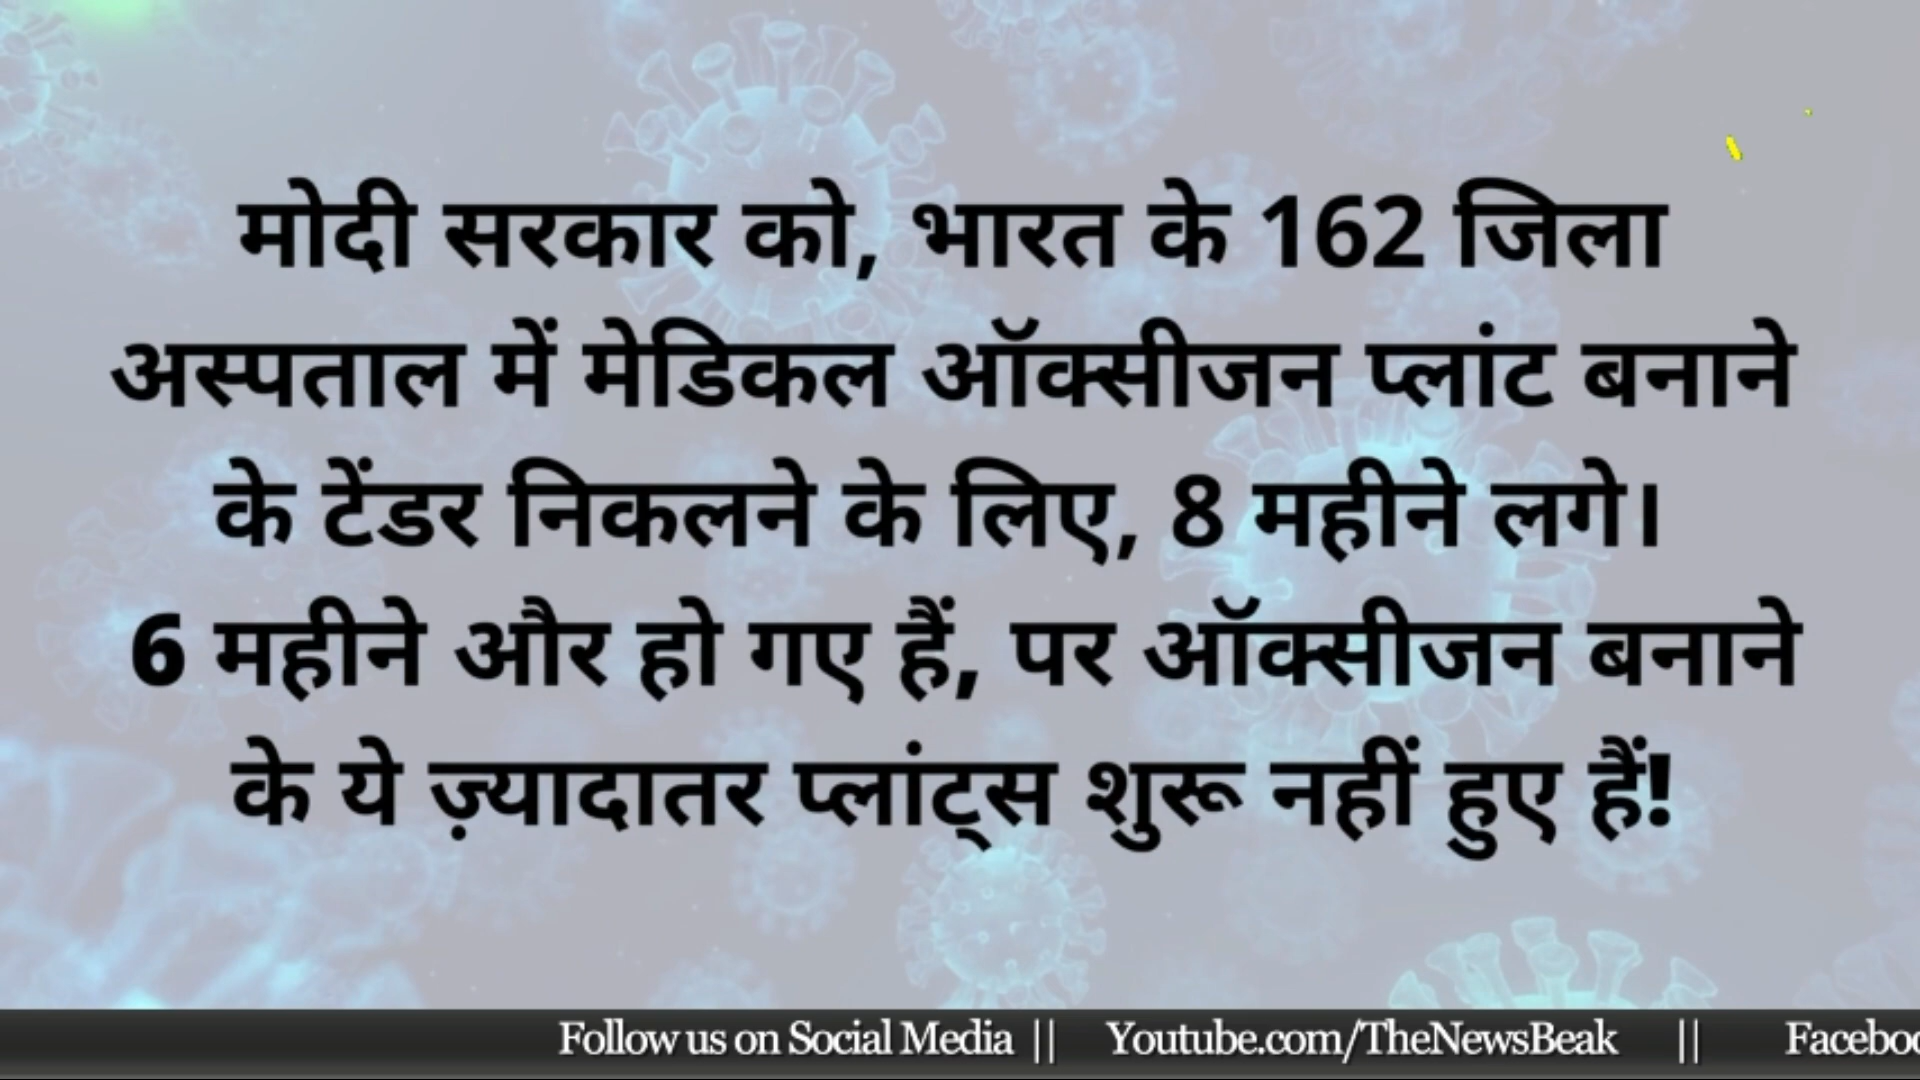 मोदी सरकार को, भारत के 162 जिला
अस्पताल में मेडिकल ऑक्सीजन प्लांट बनाने
के टेंडर निकलने के लिए, 8 महीने लगे।
6 महीने और हो गए हैं, पर ऑक्सीजन बनाने
के ये ज़्यादातर प्लांट्स शुरू नहीं हुए हैं!
Follow us on Social Media || Youtube.com/TheNewsBeak ||